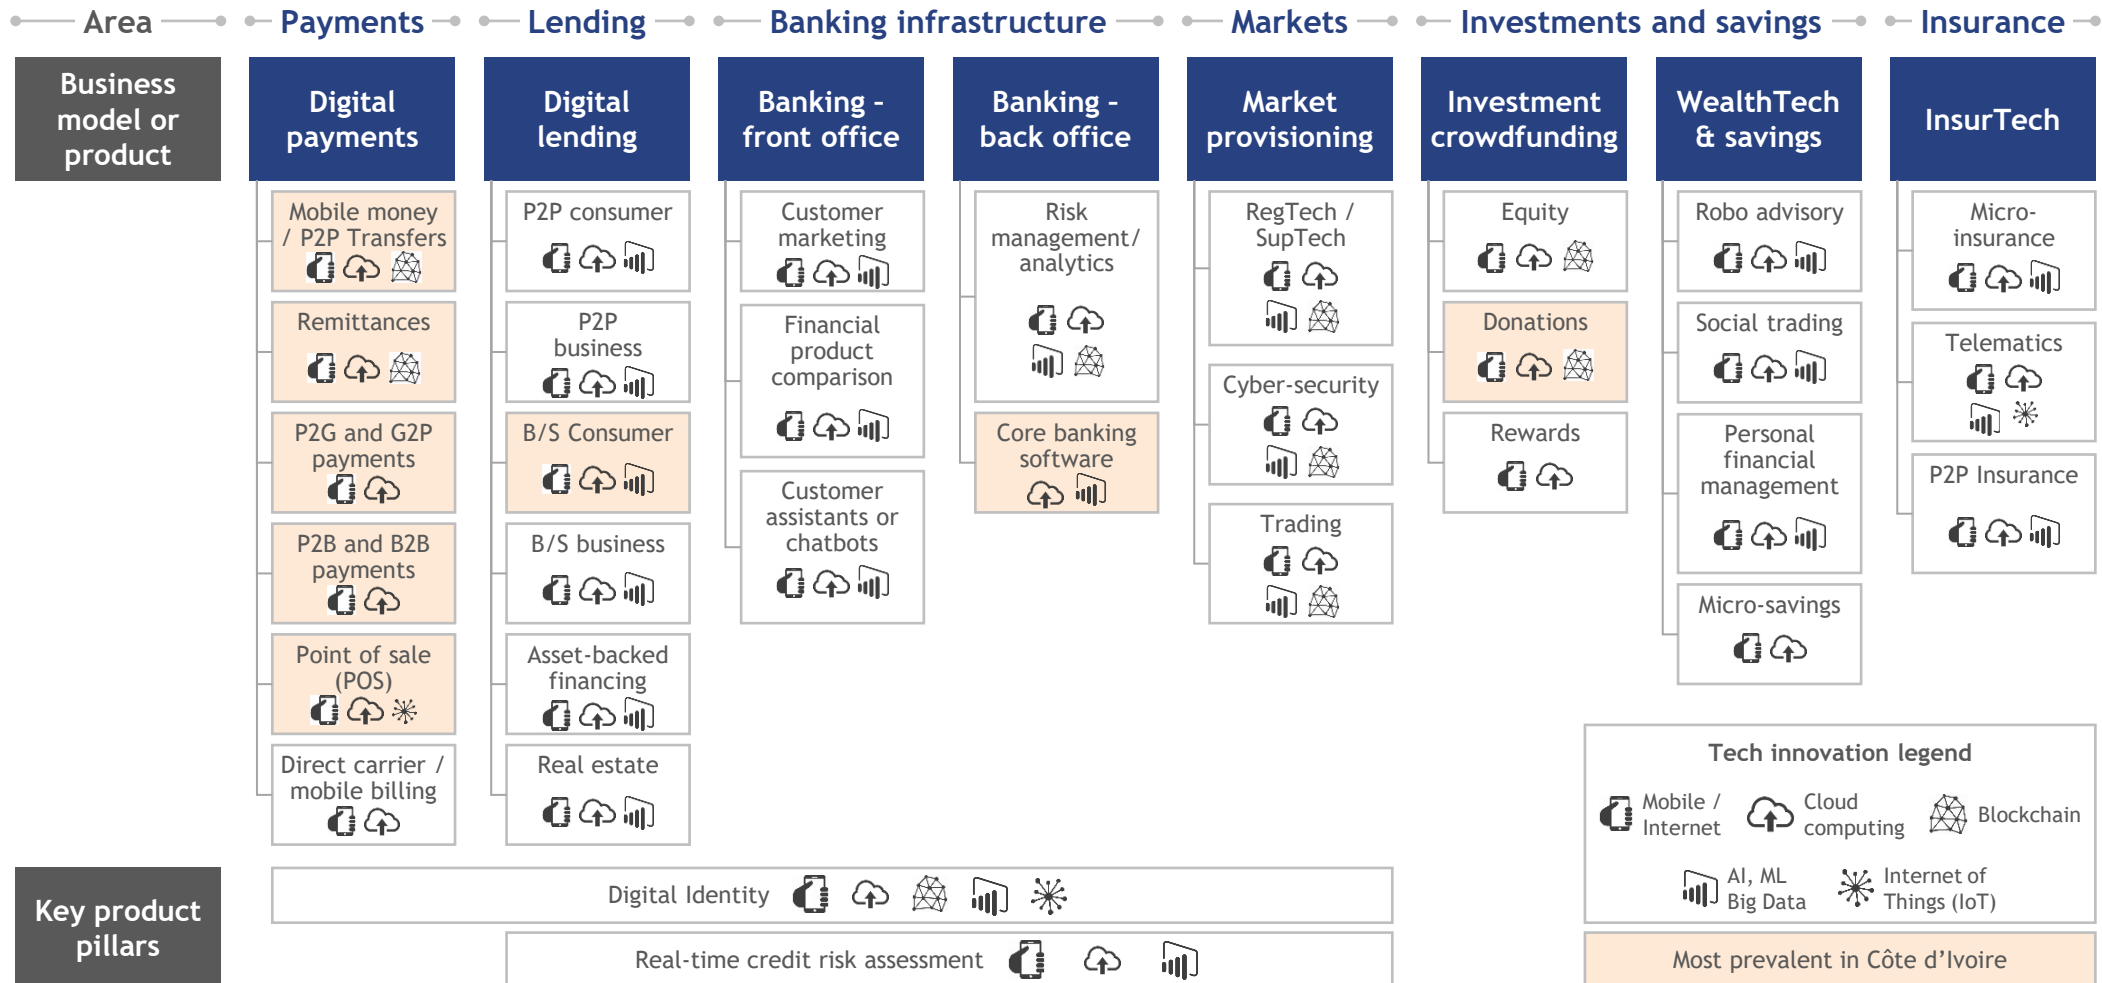 Area
Payments
Lending
Banking infrastructure
Markets
Investments and savings
Insurance
Business
model or
product
Digital
payments
Digital
lending
Banking –
front office
Banking –
back office
Market
provisioning
Investment
crowdfunding
WealthTech
& savings
InsurTech
Mobile money
/ P2P Transfers
Remittances
P2G and G2P
payments
P2B and B2B
payments
Point of sale
(POS)
Direct carrier /
mobile billing
P2P consumer
P2P
business
B/S Consumer
B/S business
Asset-backed
financing
Real estate
Customer
marketing
Financial
product
comparison
Customer
assistants or
chatbots
Risk
management/
analytics
Core banking
software
RegTech /
SupTech
Cyber-security
Trading
Equity
Donations
Rewards
Robo advisory
Social trading
Personal
financial
management
Micro-savings
Micro-
insurance
Telematics
P2P Insurance
Tech innovation legend
Mobile /
Internet
Cloud
computing
Blockchain
AI, ML
Big Data
Internet of
Things (IoT)
Most prevalent in Côte d’Ivoire
Key product
pillars
Digital Identity
Real-time credit risk assessment